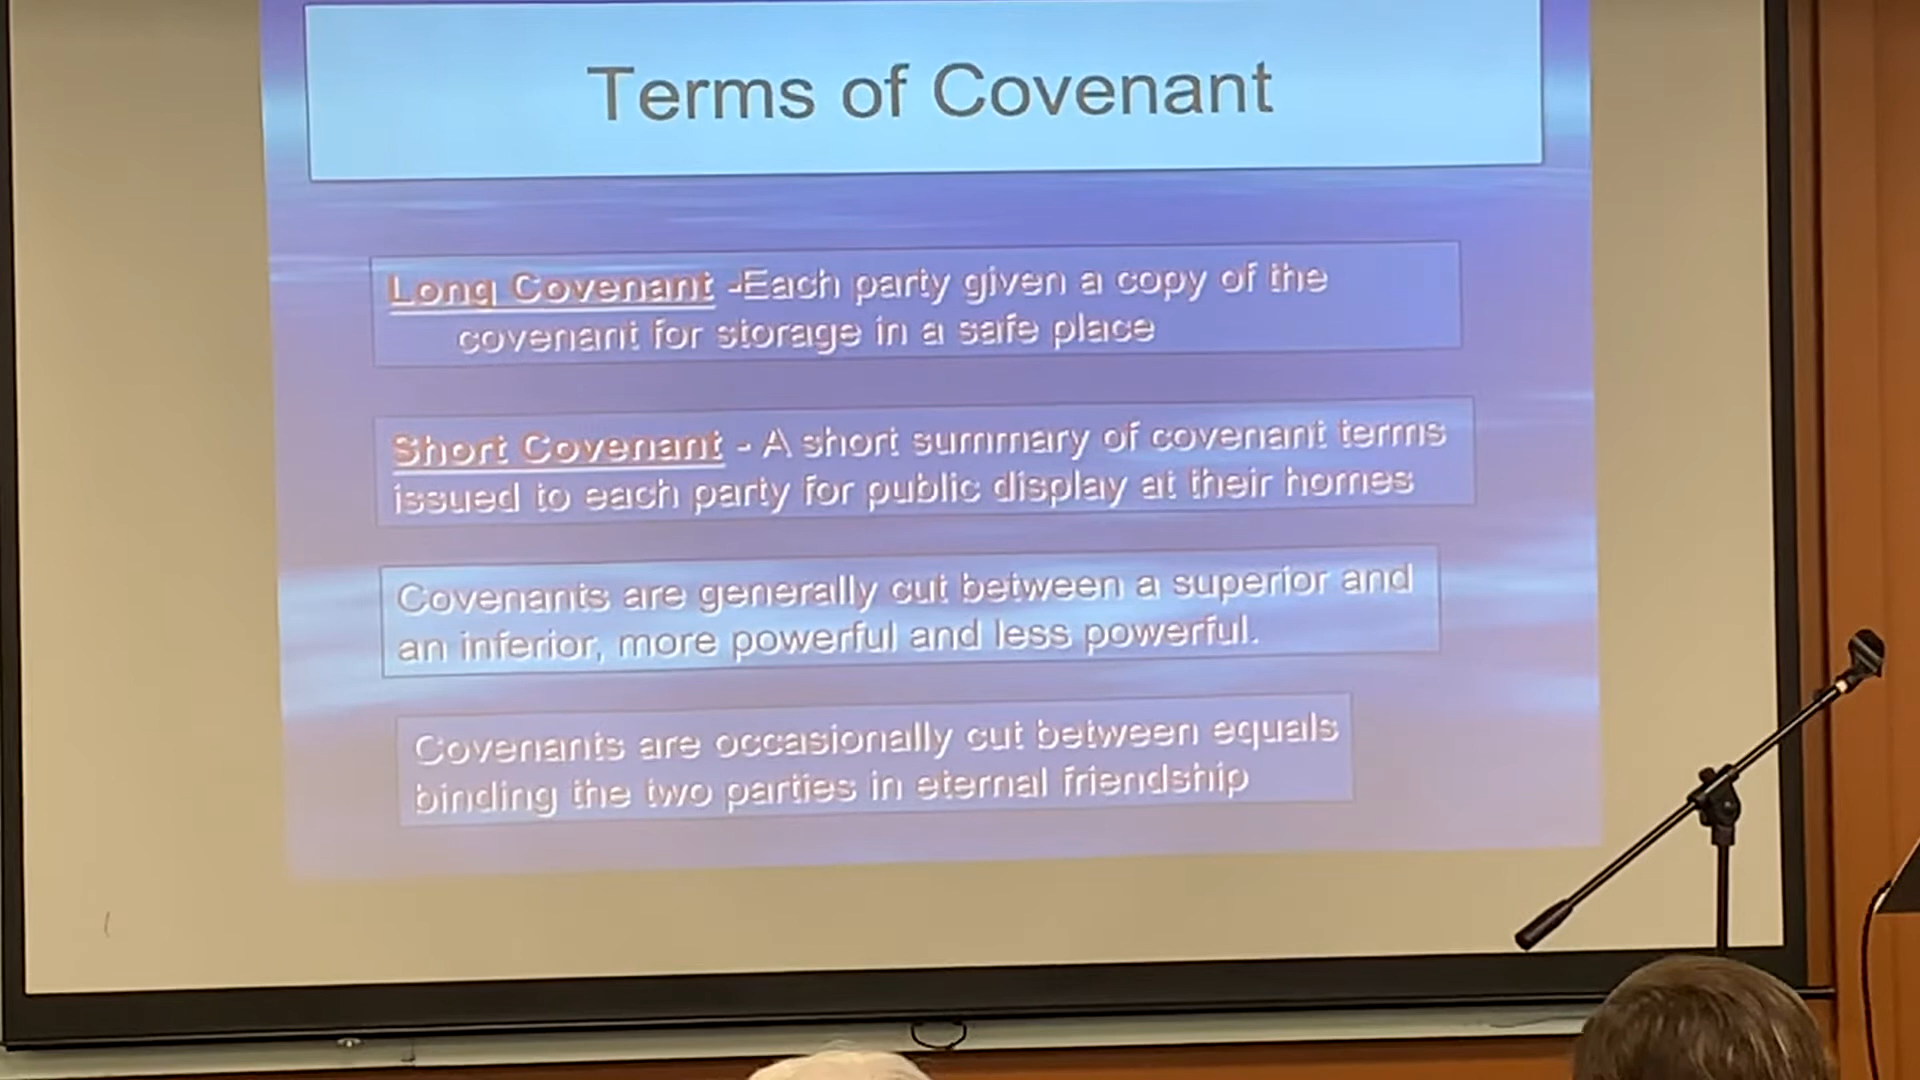 Terms of Covenant
Long Covenant -Each party given a copy of the
covenant for storage in a safe place
Short Covenant - A short summary of covenant terms
issued to each party for public display at their homes
Covenants are generally cut between a superior and
an inferior, more powerful and less powerful.
Covenants are occasionally cut between equals
binding the two parties in eternal friendship